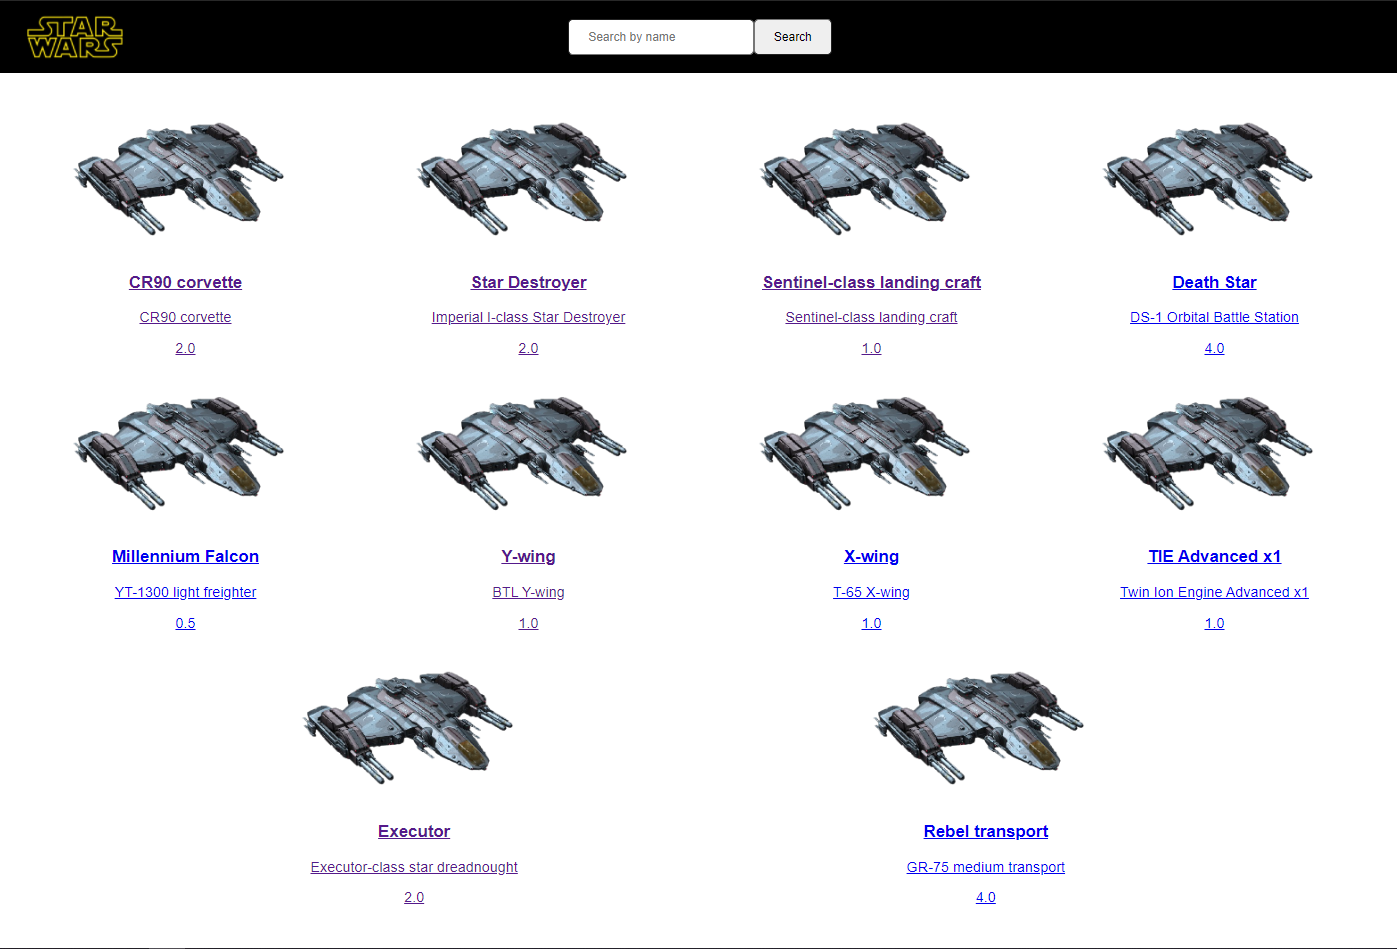 STAR
WARS
Search by name
Search
CR90 corvette
Star Destroyer
Sentinel-class landing craft
Death Star
CR90 corvette
Imperial I-class Star Destroyer
Sentinel-class landing craft
DS-1 Orbital Battle Station
2.0
2.0
1.0
4.0
Millennium Falcon
Y-wing
X-wing
TIE Advanced x1
YT-1300 light freighter
BTL Y-wing
T-65 X-wing
Twin Ion Engine Advanced x1
0.5
1.0
1.0
1.0
Executor
Rebel transport
Executor-class star dreadnought
GR-75 medium transport
2.0
4.0